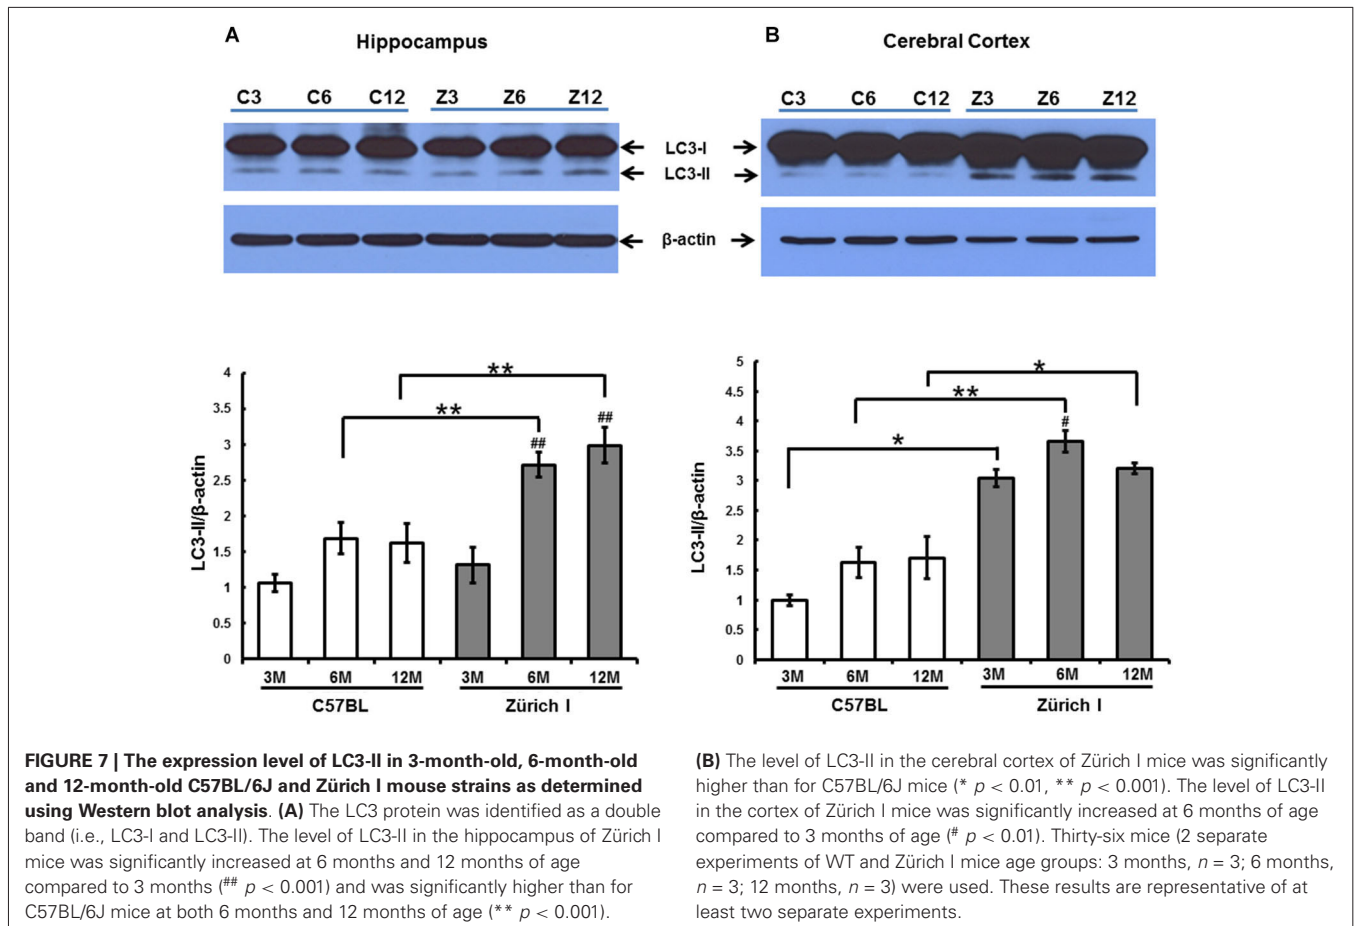 A
Hippocampus
C3 C6 C12 Z3 Z6 Z12
B
Cerebral Cortex
C3 C6 C12 Z3 Z6 Z12
LC3-I
LC3-II
β-actin
4
3.5
3
2.5
2
1.5
1
0.5
0
LC3-II/β-actin
**
**
##
##
3M 6M 12M 3M 6M 12M
C57BL Zürich I
5
4.5
4
3.5
3
2.5
2
1.5
1
0.5
0
LC3-II/β-actin
*
**
*
#
3M 6M 12M 3M 6M 12M
C57BL Zürich I
FIGURE 7 | The expression level of LC3-II in 3-month-old, 6-month-old
and 12-month-old C57BL/6J and Zürich I mouse strains as determined
using Western blot analysis. (A) The LC3 protein was identified as a double
band (i.e., LC3-I and LC3-II). The level of LC3-II in the hippocampus of Zürich I
mice was significantly increased at 6 months and 12 months of age
compared to 3 months (## p < 0.001) and was significantly higher than for
C57BL/6J mice at both 6 months and 12 months of age (** p < 0.001).
(B) The level of LC3-II in the cerebral cortex of Zürich I mice was significantly
higher than for C57BL/6J mice (* p < 0.01, ** p < 0.001). The level of LC3-II
in the cortex of Zürich I mice was significantly increased at 6 months of age
compared to 3 months of age (# p < 0.01). Thirty-six mice (2 separate
experiments of WT and Zürich I mice age groups: 3 months, n = 3; 6 months,
n = 3; 12 months, n = 3) were used. These results are representative of at
least two separate experiments.